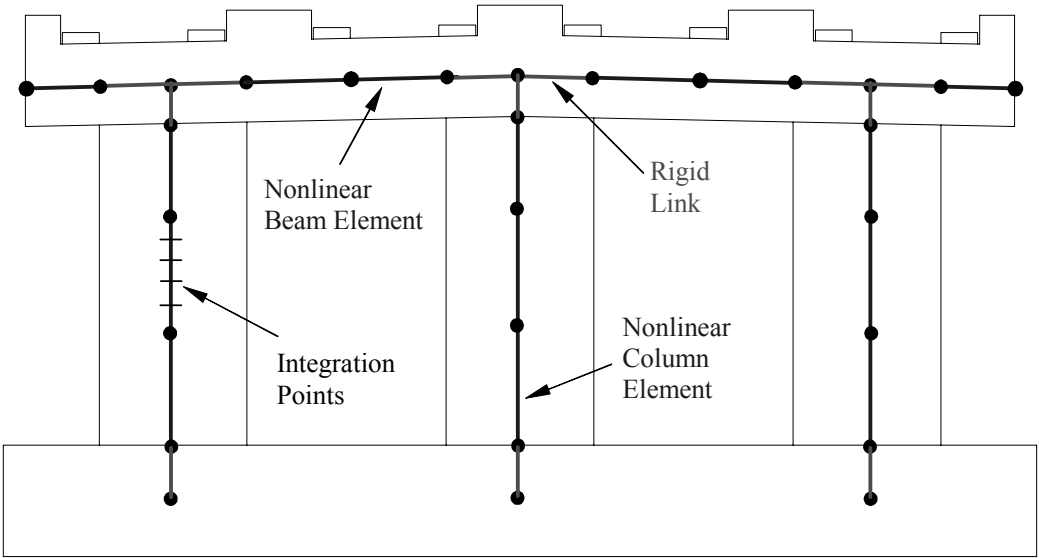 Nonlinear
Beam Element
Rigid
Link
Integration
Points
Nonlinear
Column
Element